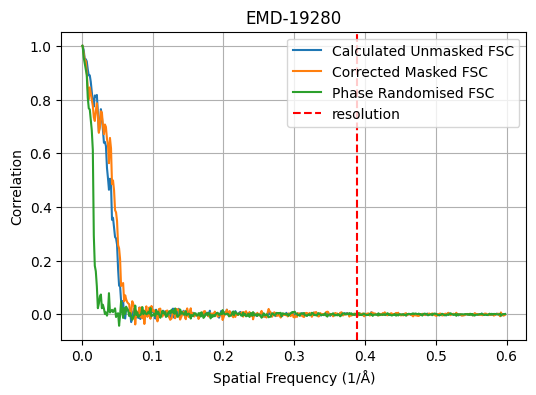 EMD-19280
Calculated Unmasked FSC
Corrected Masked FSC
Phase Randomised FSC
resolution
Correlation
1.0
0.8
0.6
0.4
0.2
0.0
0.0 0.1 0.2 0.3 0.4 0.5 0.6
Spatial Frequency (1/Å)